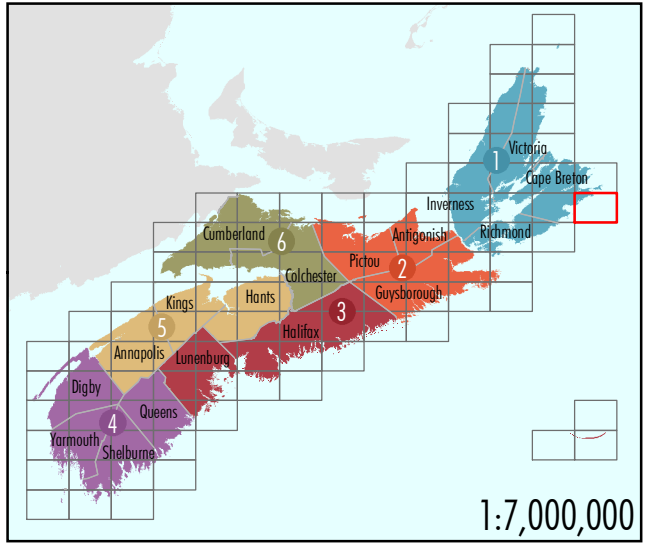 1
Victoria
Cape Breton
Inverness
Richmond
Cumberland
6
Antigonish
Pictou
2
Colchester
Guysborough
Kings
Hants
3
5
Halifax
Annapolis
Lunenburg
Digby
Queens
4
Yarmouth
Shelburne
1:7,000,000